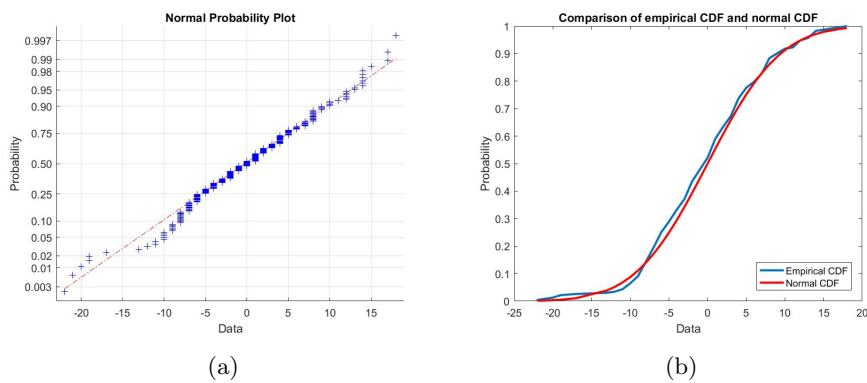 Normal Probability Plot
0.997
0.99
0.98
0.95
0.90
0.75
0.50
0.25
0.10
0.05
0.02
0.01
0.003
Probability
-20 -15 -10 -5 0 5 10 15
Data
(a)
Comparison of empirical CDF and normal CDF
1
0.9
0.8
0.7
0.6
0.5
0.4
0.3
0.2
0.1
0
Probability
Empirical CDF
Normal CDF
-25 -20 -15 -10 -5 0 5 10 15 20
Data
(b)